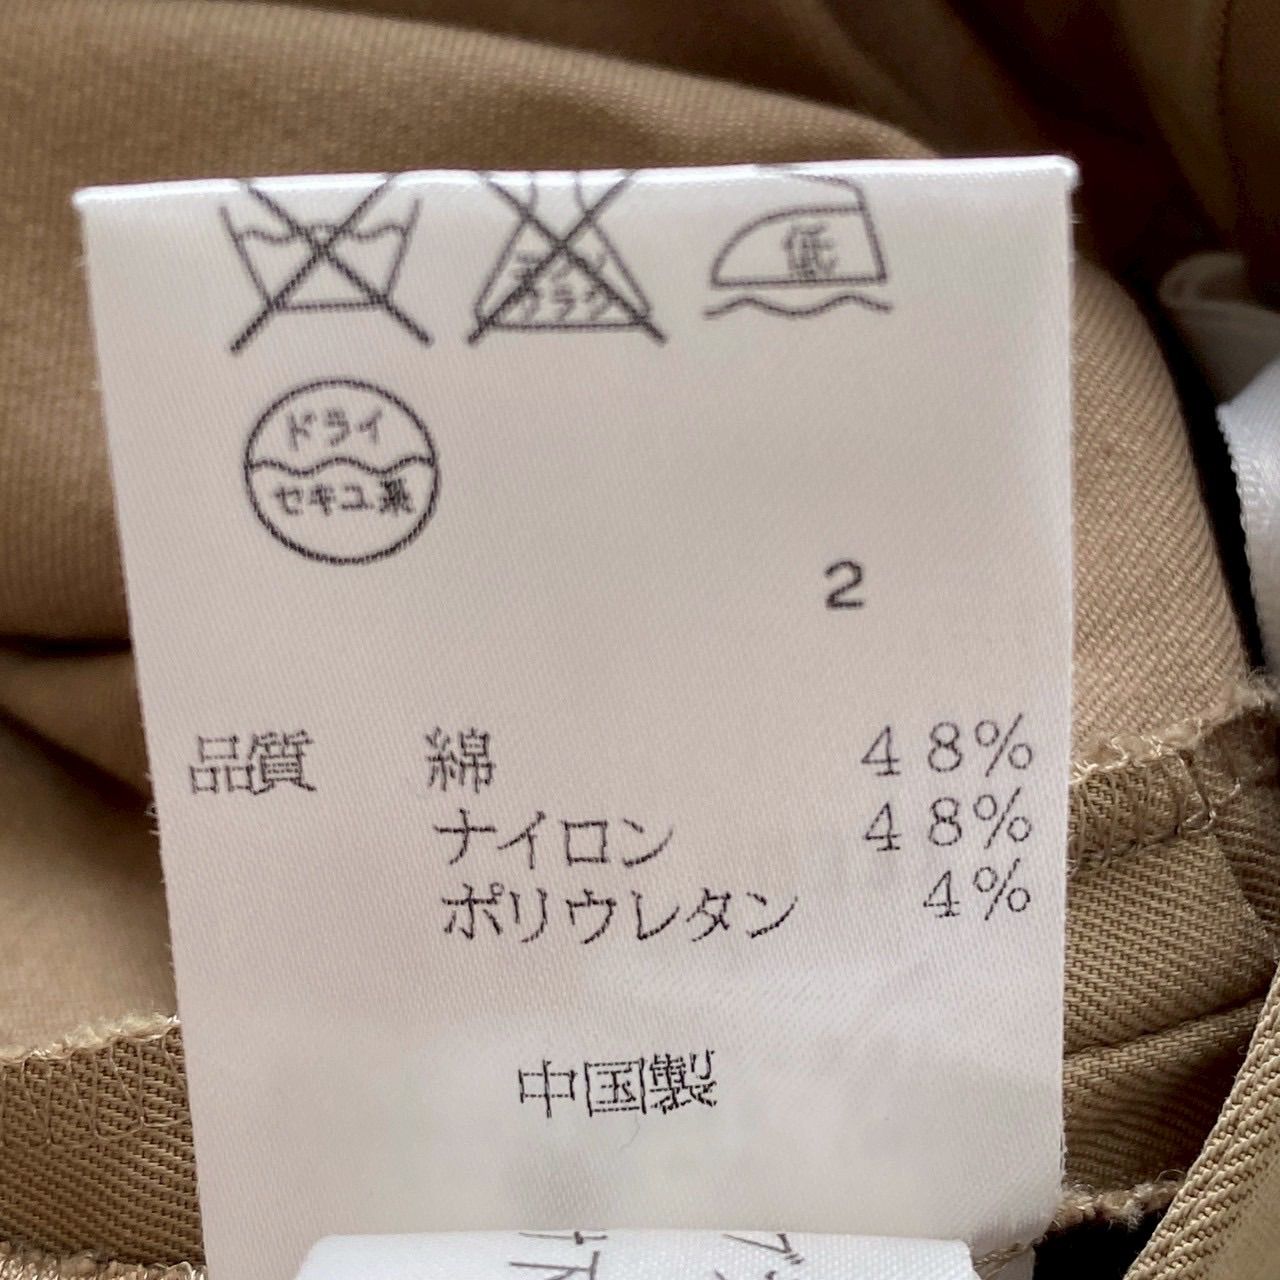 エンソ
サラシ
低
ドライ
セキユ系
2
品質 綿 48%
ナイロン 48%
ポリウレタン 4%
中国製